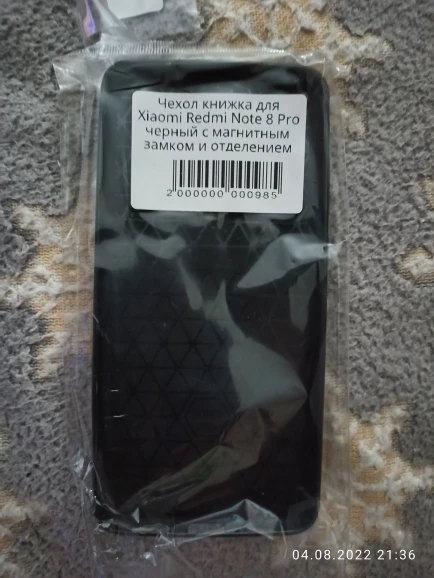 Чехол книжка для
Xiaomi Redmi Note 8 Pro
черный с магнитным
замком и отделением
2 000000 000985
04.08.2022 21:36